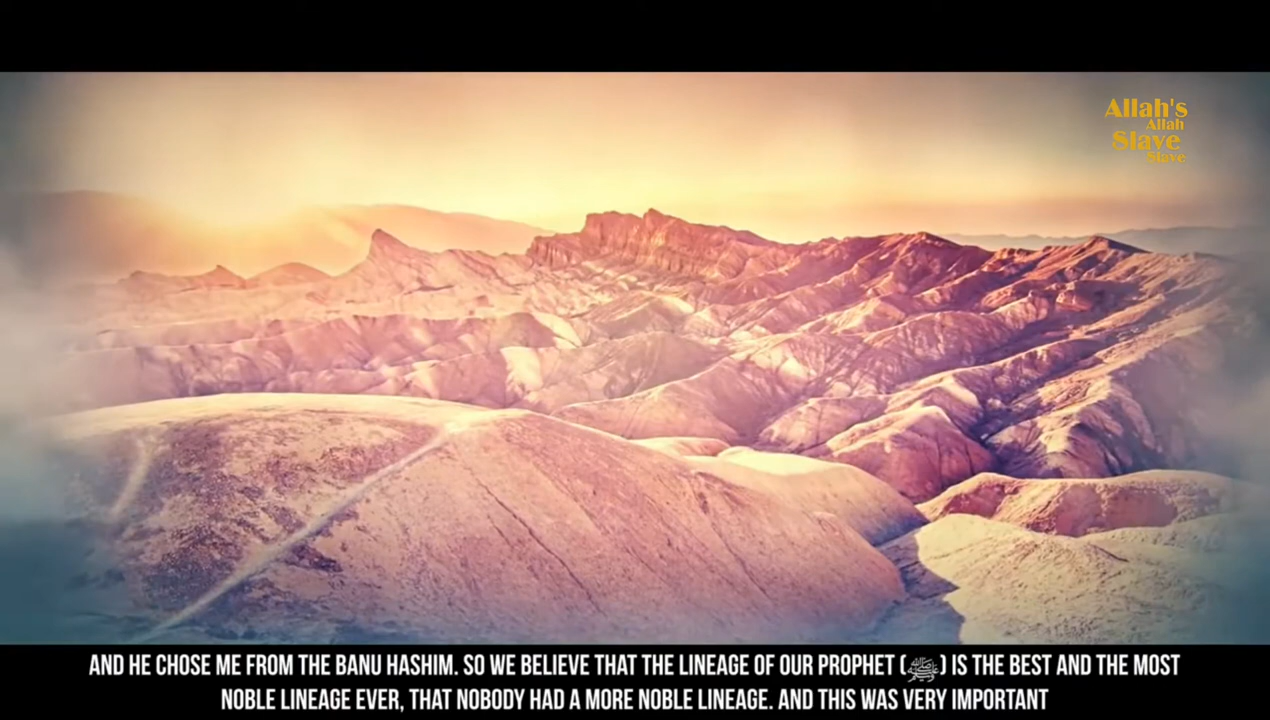 Allah's
Allah
Slave
Slave
AND HE CHOSE ME FROM THE BANU HASHIM. SO WE BELIEVE THAT THE LINEAGE OF OUR PROPHET (ﷺ) IS THE BEST AND THE MOST
NOBLE LINEAGE EVER, THAT NOBODY HAD A MORE NOBLE LINEAGE. AND THIS WAS VERY IMPORTANT